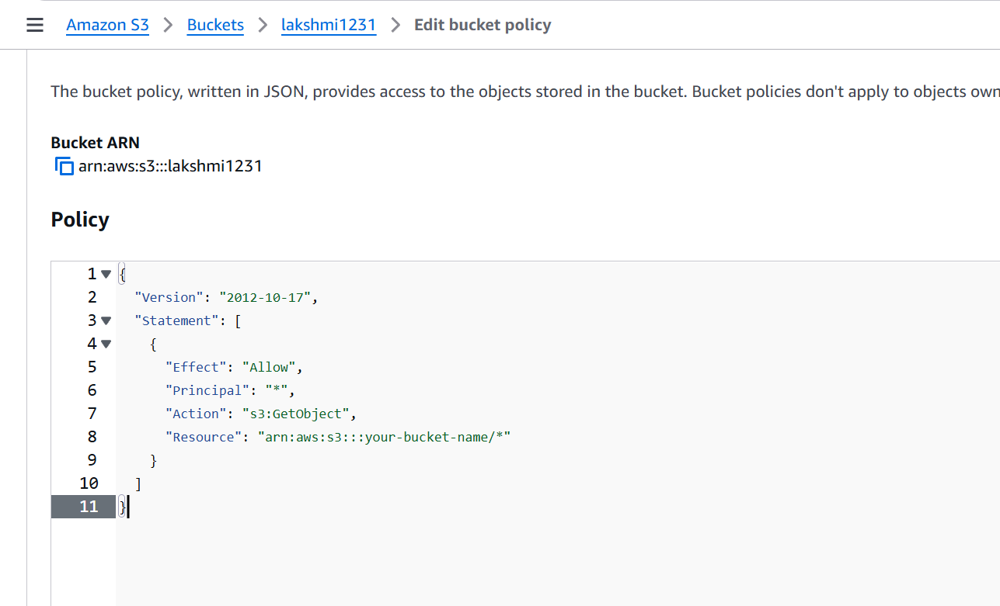 Amazon S3 > Buckets > lakshmi1231 > Edit bucket policy
The bucket policy, written in JSON, provides access to the objects stored in the bucket. Bucket policies don't apply to objects own
Bucket ARN
arn:aws:s3:::lakshmi1231
Policy
1 {
2 "Version": "2012-10-17",
3 "Statement": [
4 {
5 "Effect": "Allow",
6 "Principal": "*",
7 "Action": "s3:GetObject",
8 "Resource": "arn:aws:s3:::your-bucket-name/*"
9 }
10 ]
11 }